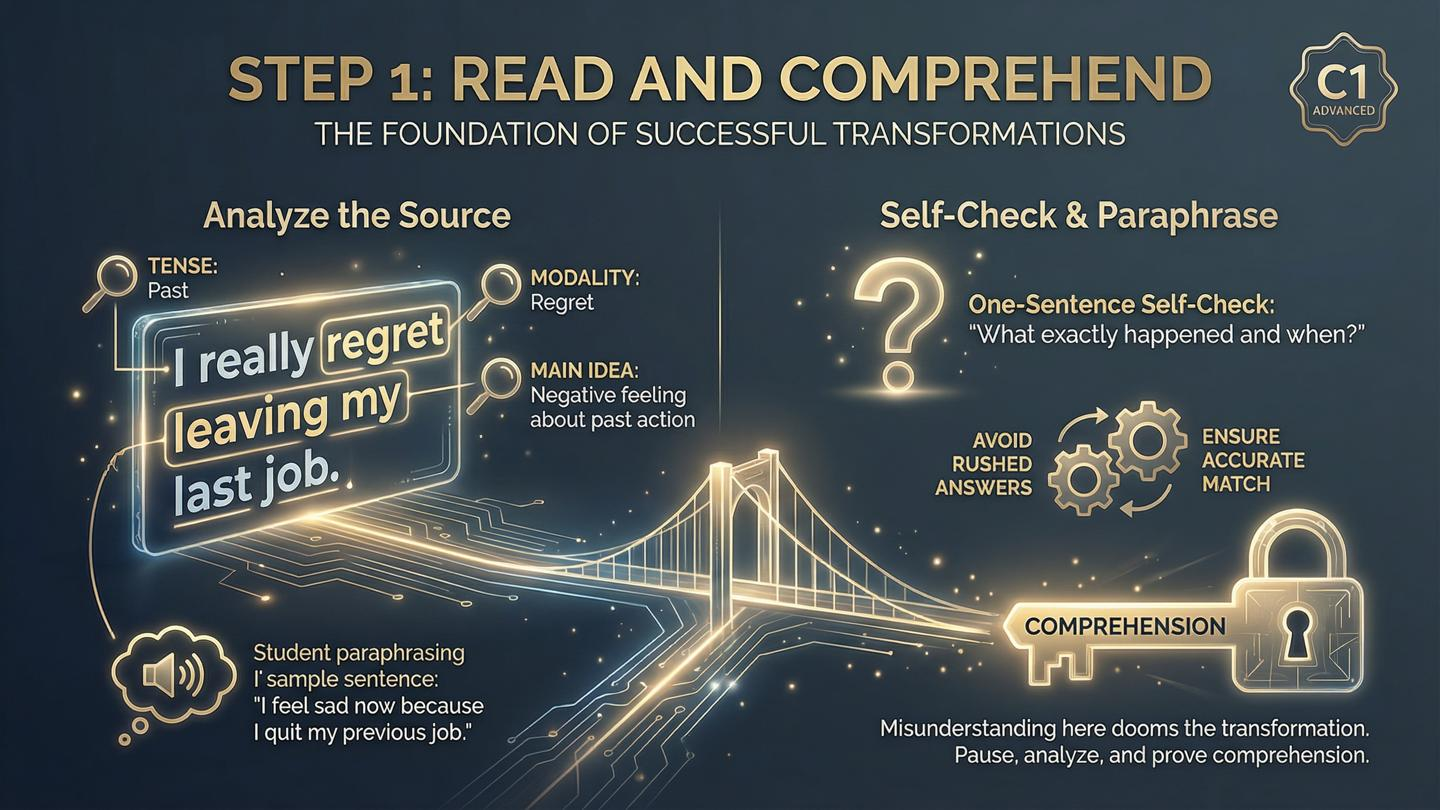 STEP 1: READ AND COMPREHEND
THE FOUNDATION OF SUCCESSFUL TRANSFORMATIONS
C1
ADVANCED
Analyze the Source
TENSE:
Past
MODALITY:
Regret
MAIN IDEA:
Negative feeling
about past action
I really regret
leaving my
last job.
Student paraphrasing
I' sample sentence:
"I feel sad now because
I quit my previous job."
Self-Check & Paraphrase
One-Sentence Self-Check:
“What exactly happened and when?”
AVOID
RUSHED
ANSWERS
ENSURE
ACCURATE
MATCH
COMPREHENSION
Misunderstanding here dooms the transformation.
Pause, analyze, and prove comprehension.